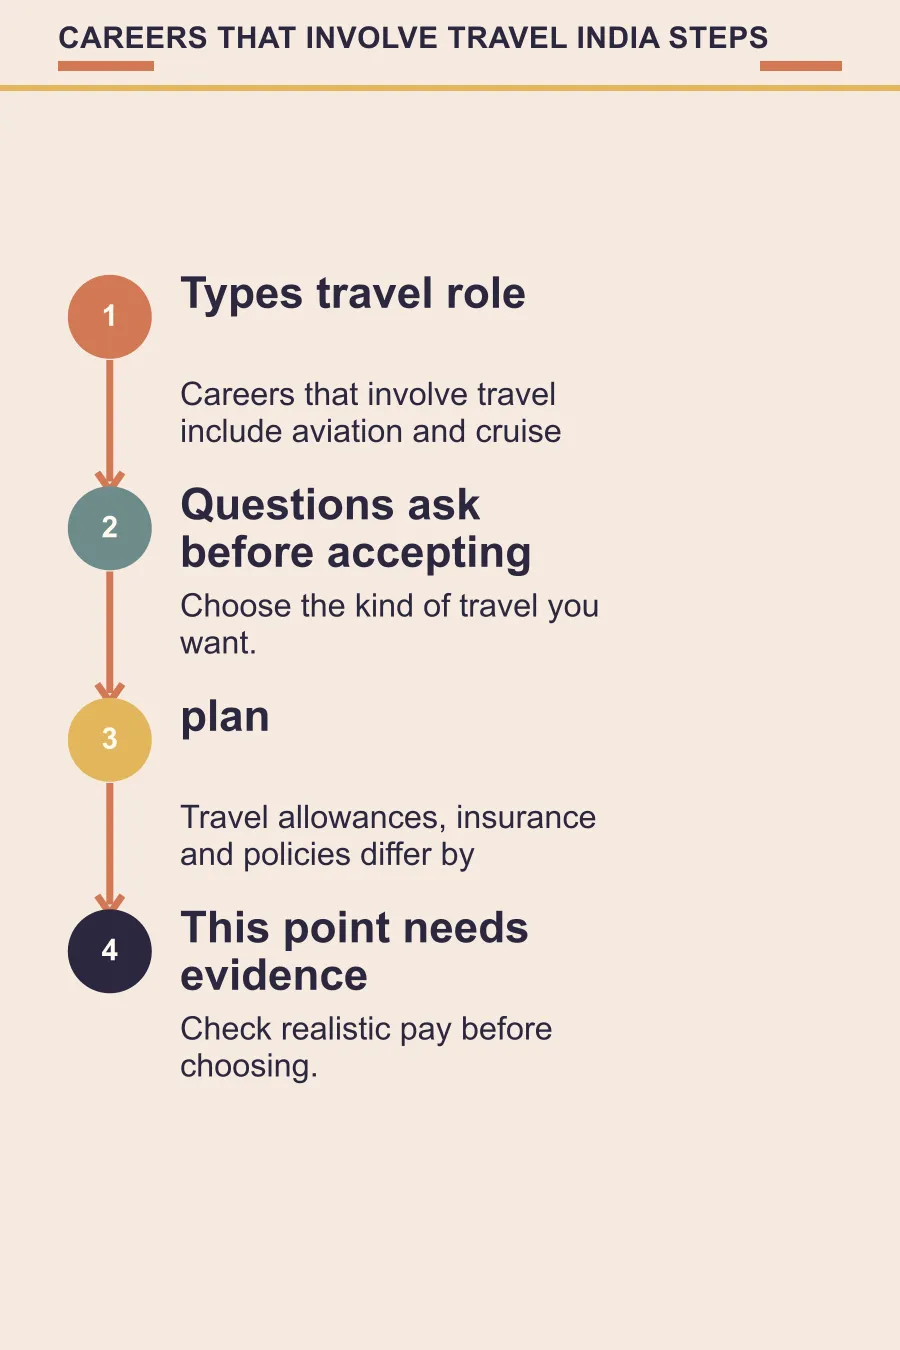 CAREERS THAT INVOLVE TRAVEL INDIA STEPS
1
Types travel role
Careers that involve travel
include aviation and cruise
2
Questions ask
before accepting
Choose the kind of travel you
want.
3
plan
Travel allowances, insurance
and policies differ by
4
This point needs
evidence
Check realistic pay before
choosing.